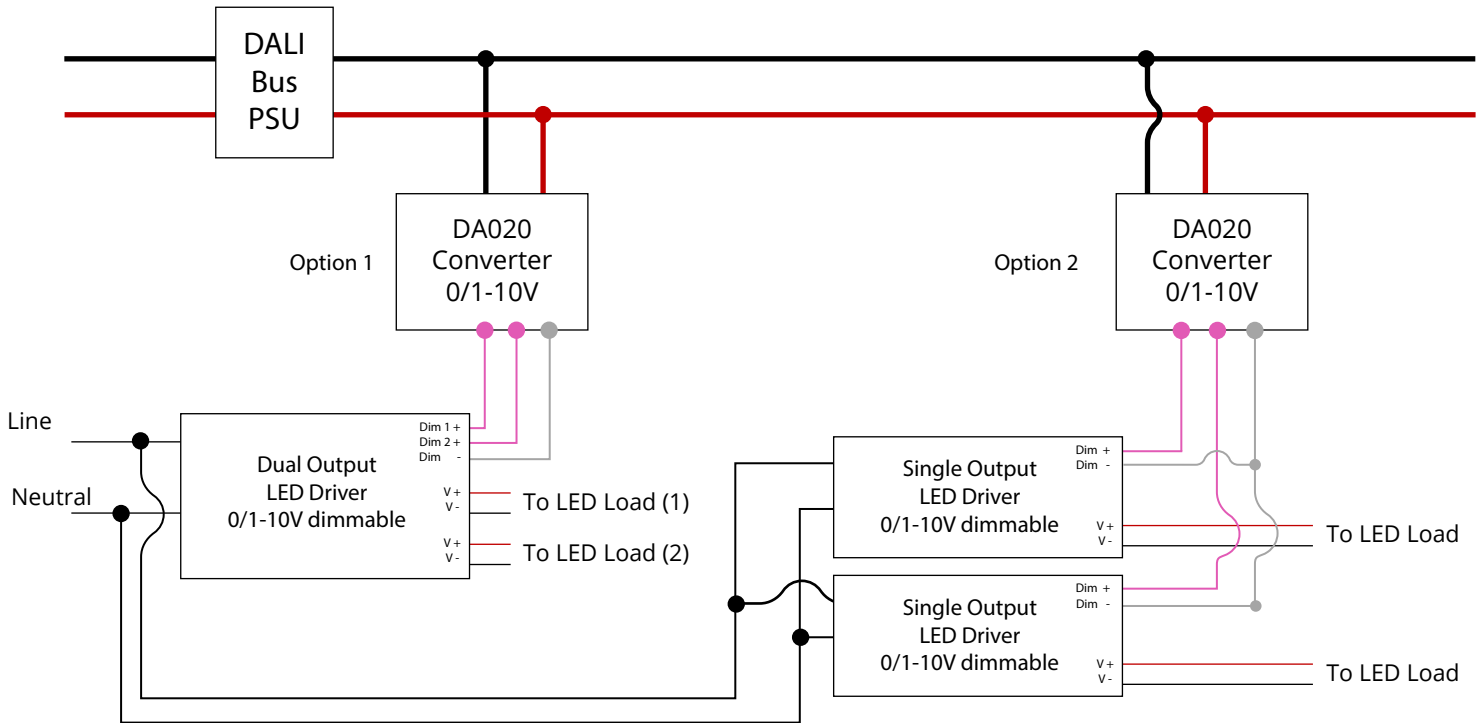 DALI
Bus
PSU
Option 1
DA020
Converter
0/1-10V
Option 2
DA020
Converter
0/1-10V
Line
Neutral
Dual Output
LED Driver
0/1-10V dimmable
Dim 1 +
Dim 2 +
Dim -
V +
V -
V +
V -
To LED Load (1)
To LED Load (2)
Single Output
LED Driver
0/1-10V dimmable
Dim +
Dim -
V +
V -
To LED Load
Single Output
LED Driver
0/1-10V dimmable
Dim +
Dim -
V +
V -
To LED Load